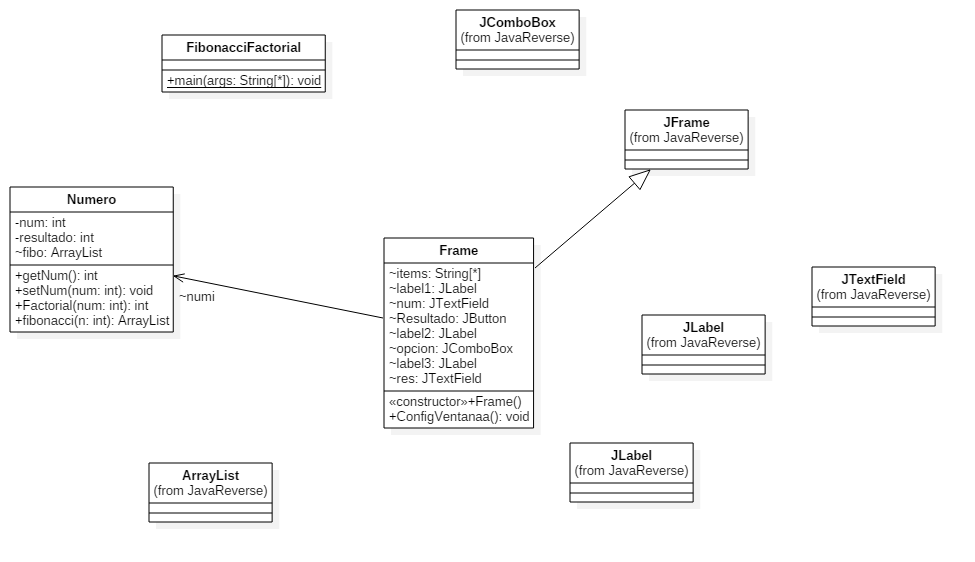 JComboBox
(from JavaReverse)
FibonacciFactorial
+main(args: String[*]): void
JFrame
(from JavaReverse)
Numero
-num: int
-resultado: int
~fibo: ArrayList
+getNum(): int
+setNum(num: int): void
+Factorial(num: int): int
+fibonacci(n: int): ArrayList
~numi
Frame
~items: String[*]
~label1: JLabel
~num: JTextField
~Resultado: JButton
~label2: JLabel
~opcion: JComboBox
~label3: JLabel
~res: JTextField
«constructor»+Frame()
+ConfigVentanaa(): void
JTextField
(from JavaReverse)
JLabel
(from JavaReverse)
JLabel
(from JavaReverse)
ArrayList
(from JavaReverse)